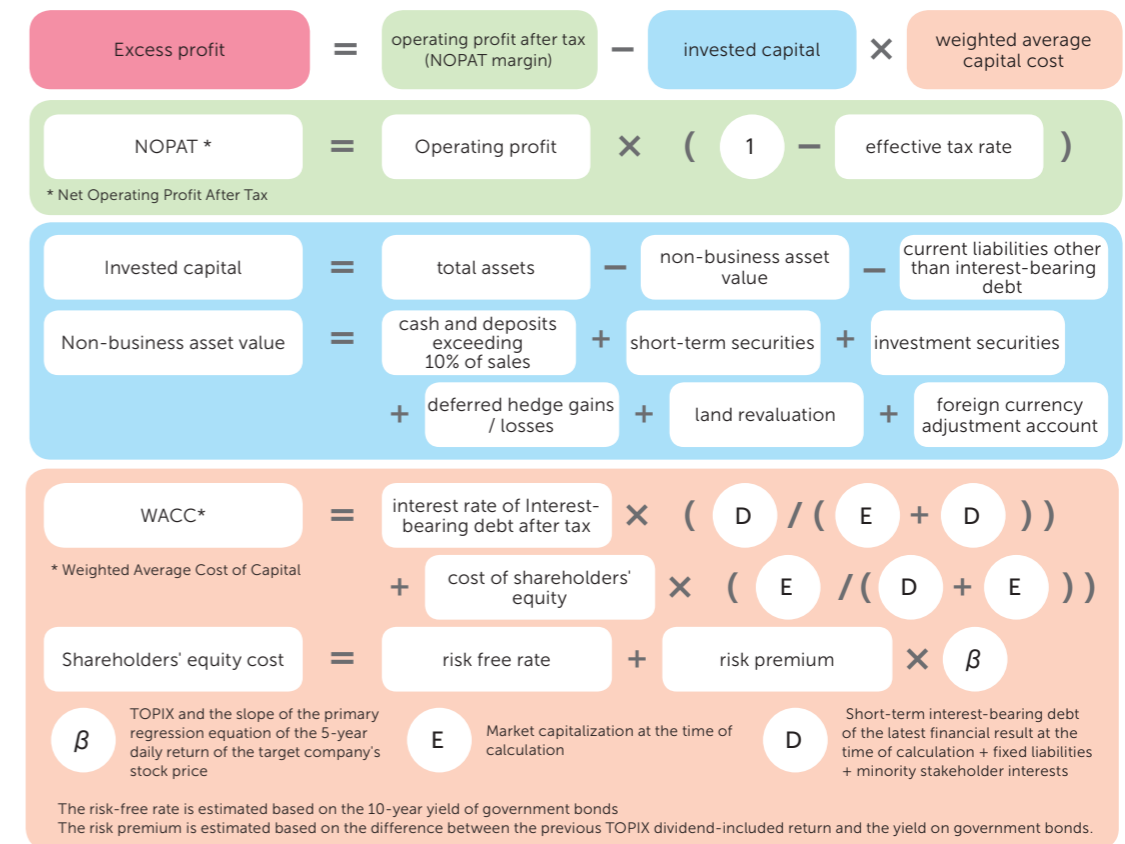 Excess profit = operating profit after tax
(NOPAT margin) − invested capital × weighted average
capital cost
NOPAT * = Operating profit × ( 1 − effective tax rate )
* Net Operating Profit After Tax
Invested capital = total assets − non-business asset
value − current liabilities other
than interest-bearing
debt
Non-business asset value = cash and deposits
exceeding
10% of sales + short-term securities + investment securities
+ deferred hedge gains
/ losses + land revaluation + foreign currency
adjustment account
WACC* = interest rate of Interest-
bearing debt after tax × ( D / ( E + D ) )
* Weighted Average Cost of Capital
+ cost of shareholders'
equity × ( E / ( D + E ) )
Shareholders' equity cost = risk free rate + risk premium × β
β TOPIX and the slope of the primary
regression equation of the 5-year
daily return of the target company's
stock price
E Market capitalization at the time of
calculation
D Short-term interest-bearing debt
of the latest financial result at the
time of calculation + fixed liabilities
+ minority stakeholder interests
The risk-free rate is estimated based on the 10-year yield of government bonds
The risk premium is estimated based on the difference between the previous TOPIX dividend-included return and the yield on government bonds.